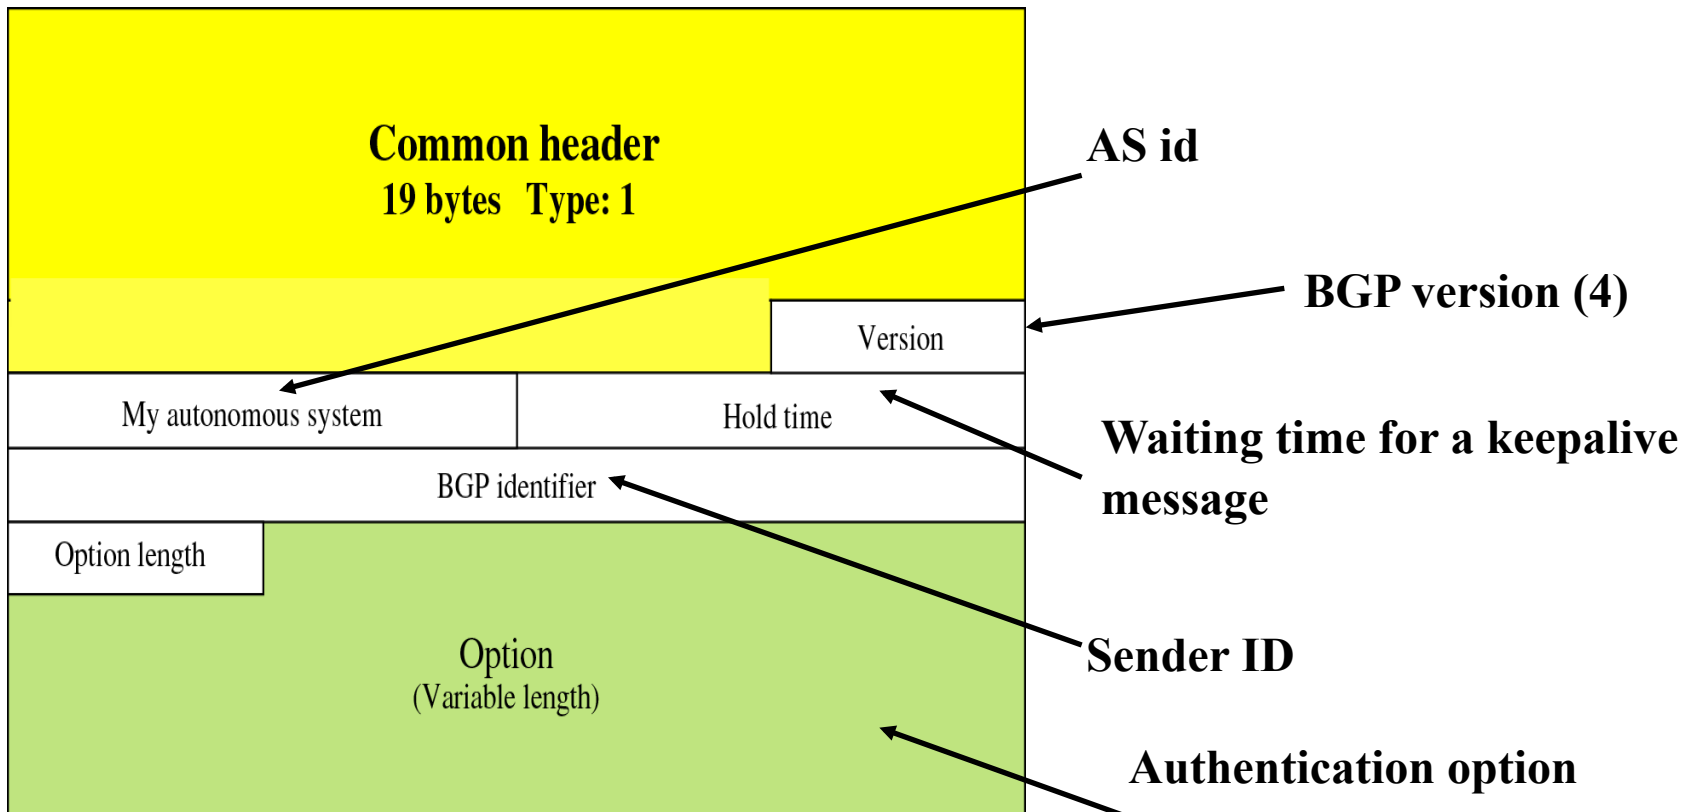 Common header
19 bytes Type: 1
AS id
BGP version (4)
Version
My autonomous system
Hold time
Waiting time for a keepalive
message
BGP identifier
Option length
Option
(Variable length)
Sender ID
Authentication option